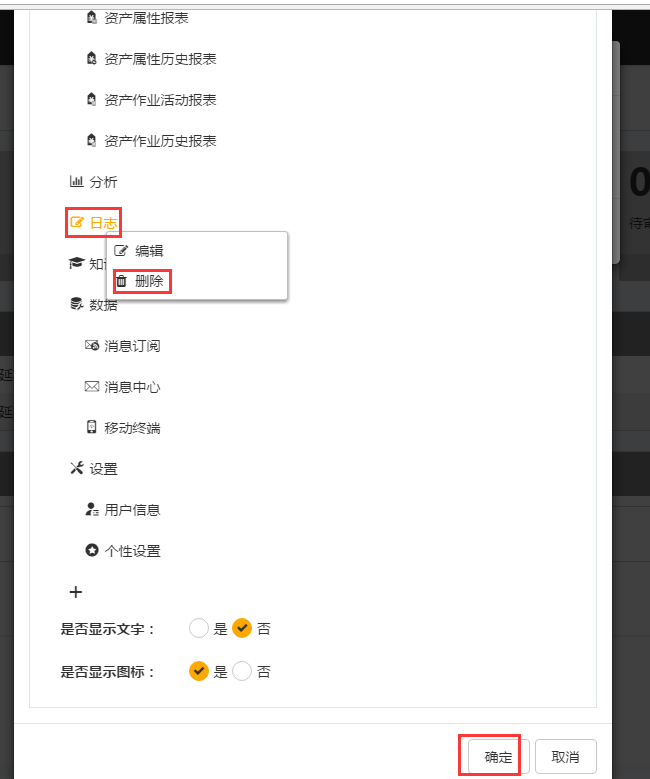 资产属性报表
资产属性历史报表
资产作业活动报表
资产作业历史报表
分析
日志
编辑
知
删除
数据
消息订阅
消息中心
移动终端
设置
用户信息
个性设置
+
是否显示文字： 是 否
是否显示图标： 是 否
确定 取消
0
待审
延
延